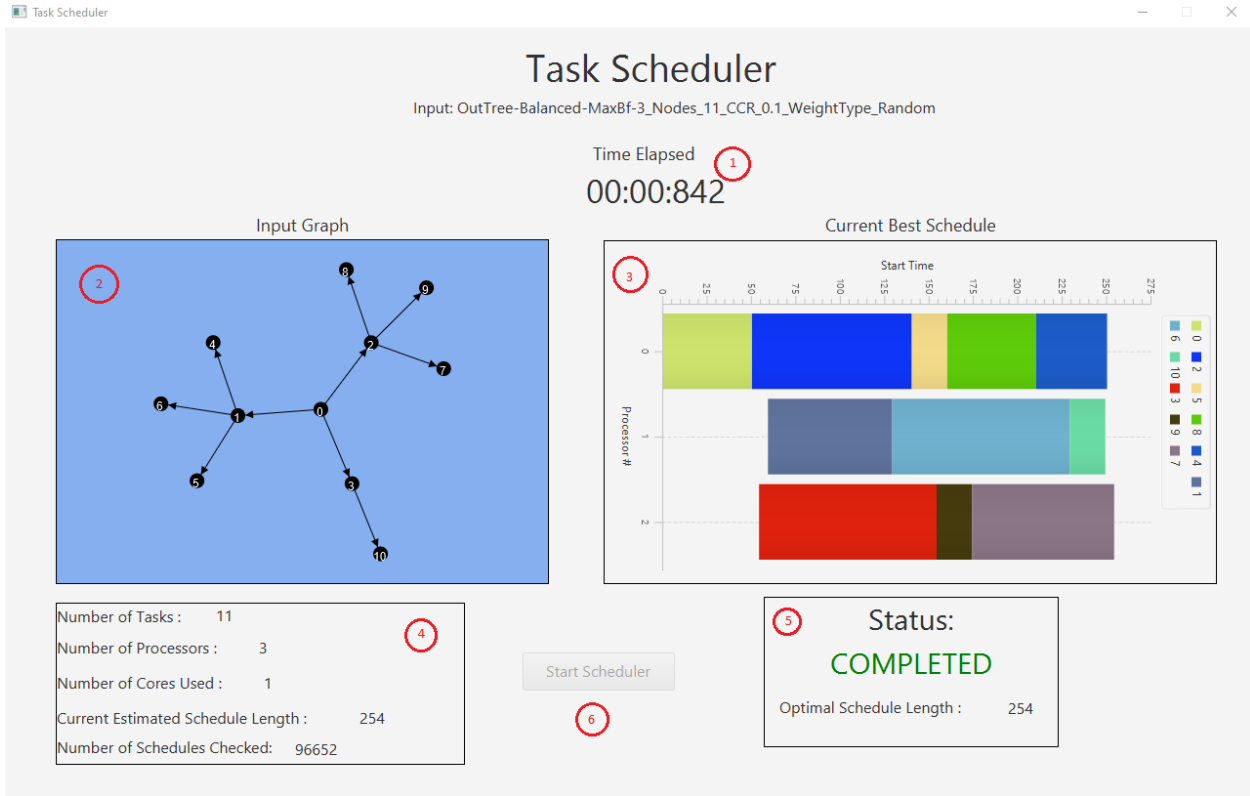 Task Scheduler
Task Scheduler
Input: OutTree-Balanced-MaxBf-3_Nodes_11_CCR_0.1_WeightType_Random
Time Elapsed
1
00:00:842
Input Graph
2
8
9
4
2
7
6
1
0
5
3
10
Current Best Schedule
3
Start Time
0 25 50 75 100 125 150 175 200 225 250 275
0
1
2
Processor #
0 2 5 8 4 1
6 10 3 9 7
Number of Tasks : 11
4
Number of Processors : 3
Number of Cores Used : 1
Current Estimated Schedule Length : 254
Number of Schedules Checked: 96652
Start Scheduler
6
5
Status:
COMPLETED
Optimal Schedule Length : 254